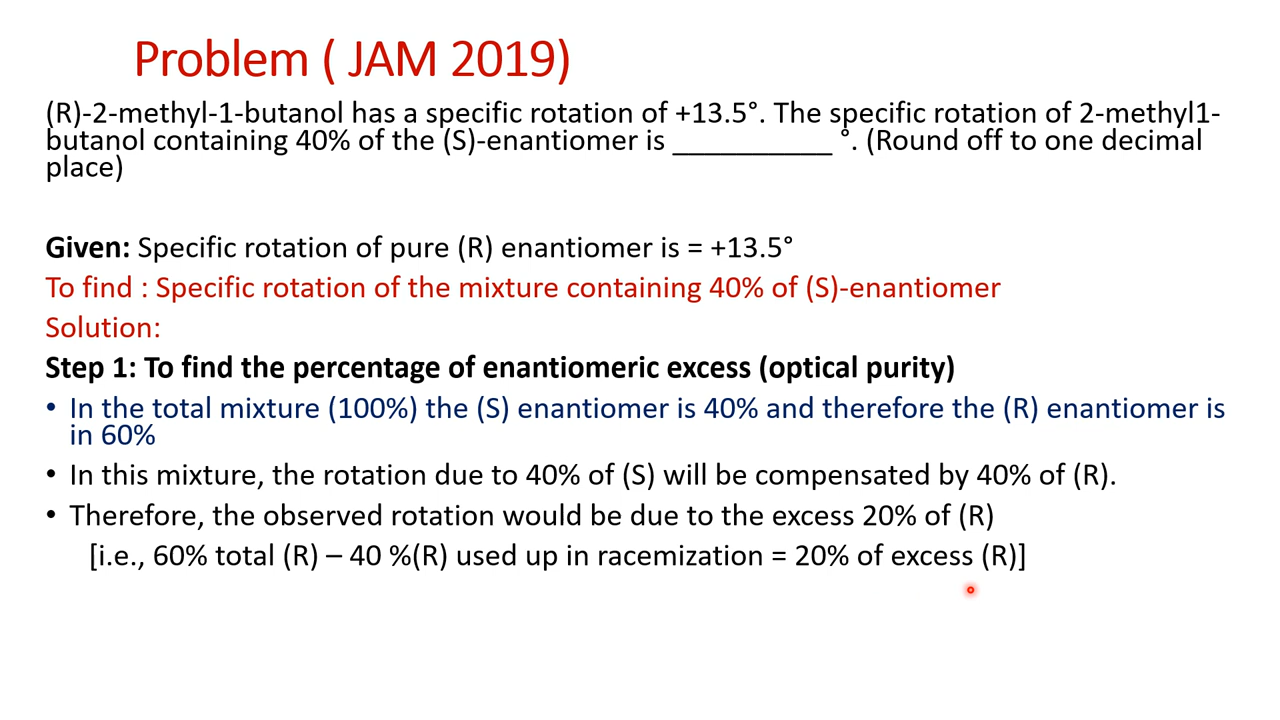 Problem ( JAM 2019)
(R)-2-methyl-1-butanol has a specific rotation of +13.5°. The specific rotation of 2-methyl1-
butanol containing 40% of the (S)-enantiomer is __________ °. (Round off to one decimal
place)
Given: Specific rotation of pure (R) enantiomer is = +13.5°
To find : Specific rotation of the mixture containing 40% of (S)-enantiomer
Solution:
Step 1: To find the percentage of enantiomeric excess (optical purity)
• In the total mixture (100%) the (S) enantiomer is 40% and therefore the (R) enantiomer is
in 60%
• In this mixture, the rotation due to 40% of (S) will be compensated by 40% of (R).
• Therefore, the observed rotation would be due to the excess 20% of (R)
[i.e., 60% total (R) – 40 %(R) used up in racemization = 20% of excess (R)]